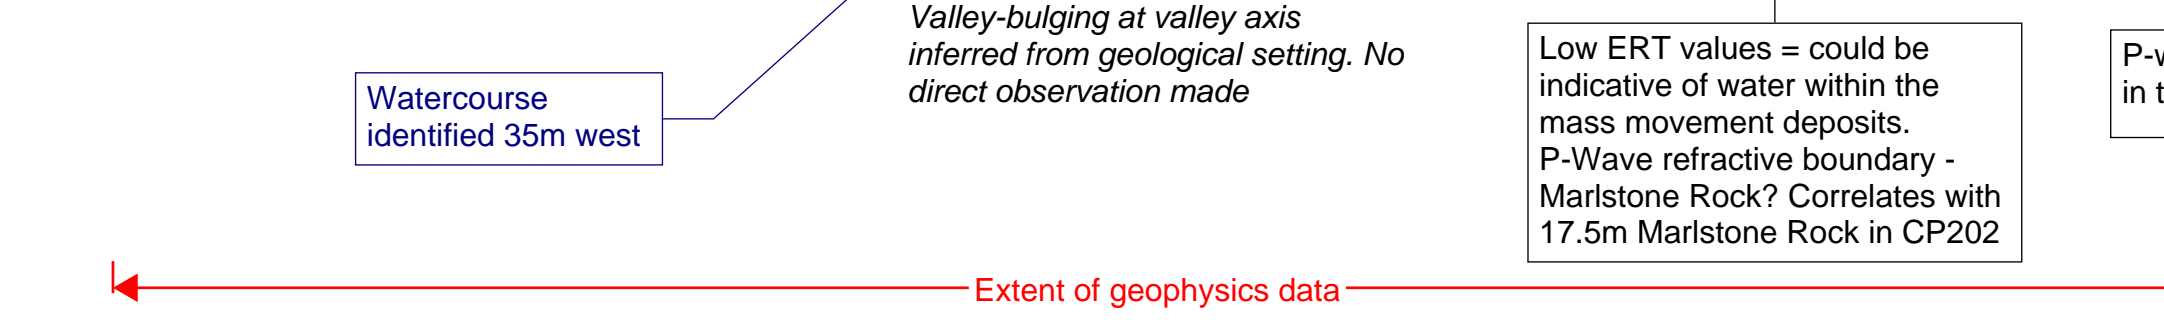 Valley-bulging at valley axis
inferred from geological setting. No
direct observation made
Watercourse
identified 35m west
Low ERT values = could be
indicative of water within the
mass movement deposits.
P-Wave refractive boundary -
Marlstone Rock? Correlates with
17.5m Marlstone Rock in CP202
in
Extent of geophysics data